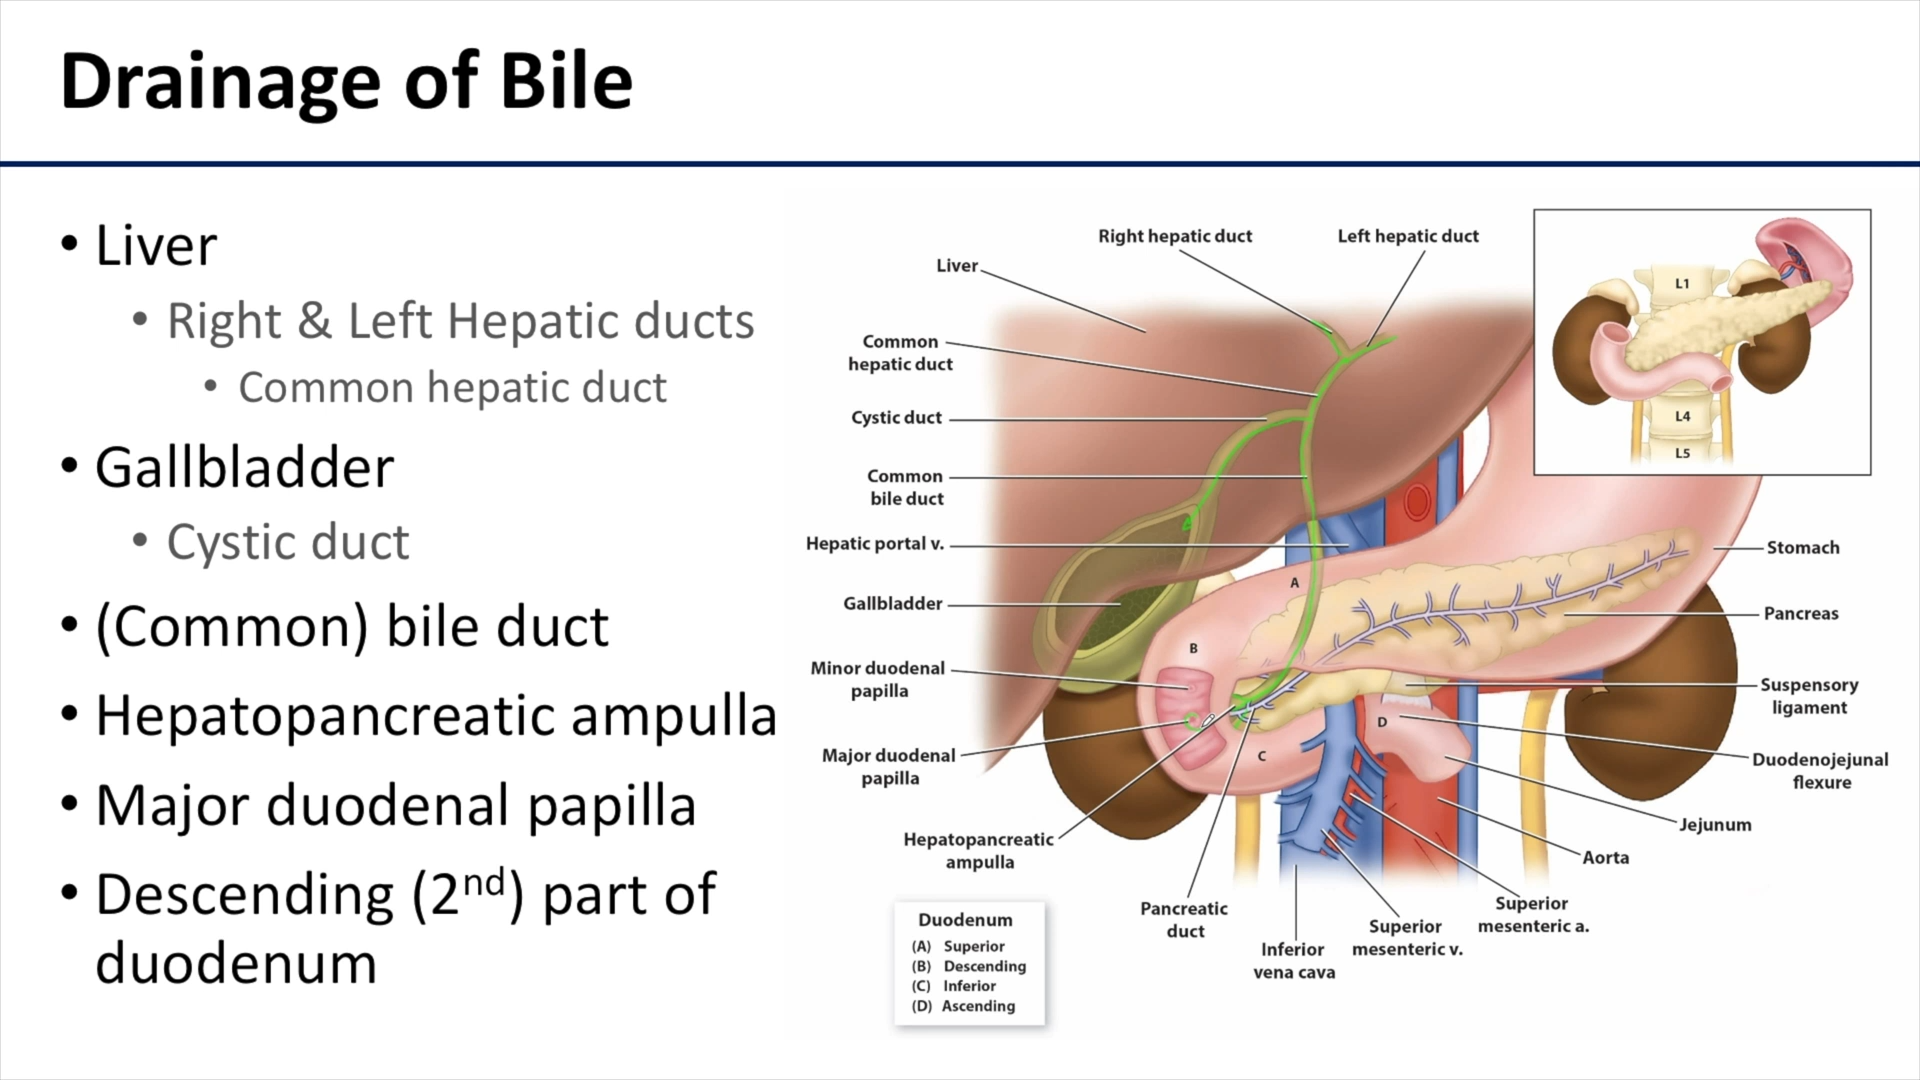 Drainage of Bile
• Liver
• Right & Left Hepatic ducts
• Common hepatic duct
• Gallbladder
• Cystic duct
• (Common) bile duct
• Hepatopancreatic ampulla
• Major duodenal papilla
• Descending (2nd) part of
duodenum
Right hepatic duct
Left hepatic duct
Liver
Common
hepatic duct
Cystic duct
Common
bile duct
Hepatic portal v.
Gallbladder
Minor duodenal
papilla
Major duodenal
papilla
Hepatopancreatic
ampulla
Pancreatic
duct
Inferior
vena cava
Superior
mesenteric v.
Superior
mesenteric a.
Aorta
Jejunum
Duodenojejunal
flexure
Suspensory
ligament
Pancreas
Stomach
A
B
C
D
L1
L4
L5
Duodenum
(A) Superior
(B) Descending
(C) Inferior
(D) Ascending